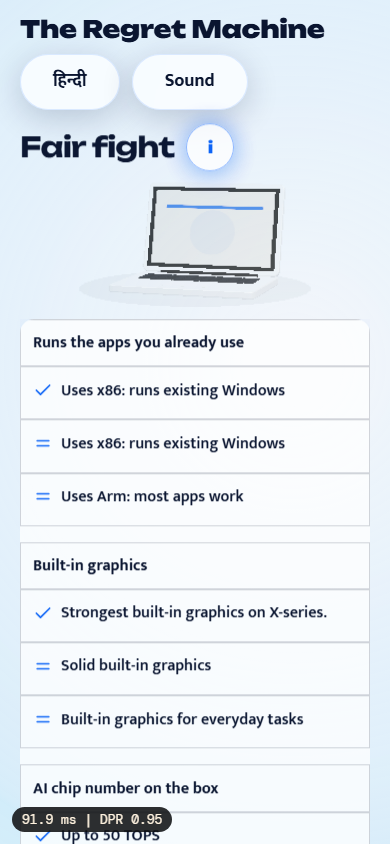 The Regret Machine
हिन्दी
Sound
Fair fight
i
Runs the apps you already use
Uses x86: runs existing Windows
Uses x86: runs existing Windows
Uses Arm: most apps work
Built-in graphics
Strongest built-in graphics on X-series.
Solid built-in graphics
Built-in graphics for everyday tasks
AI chip number on the box
Up to 50 TOPS
91.9 ms | DPR 0.95